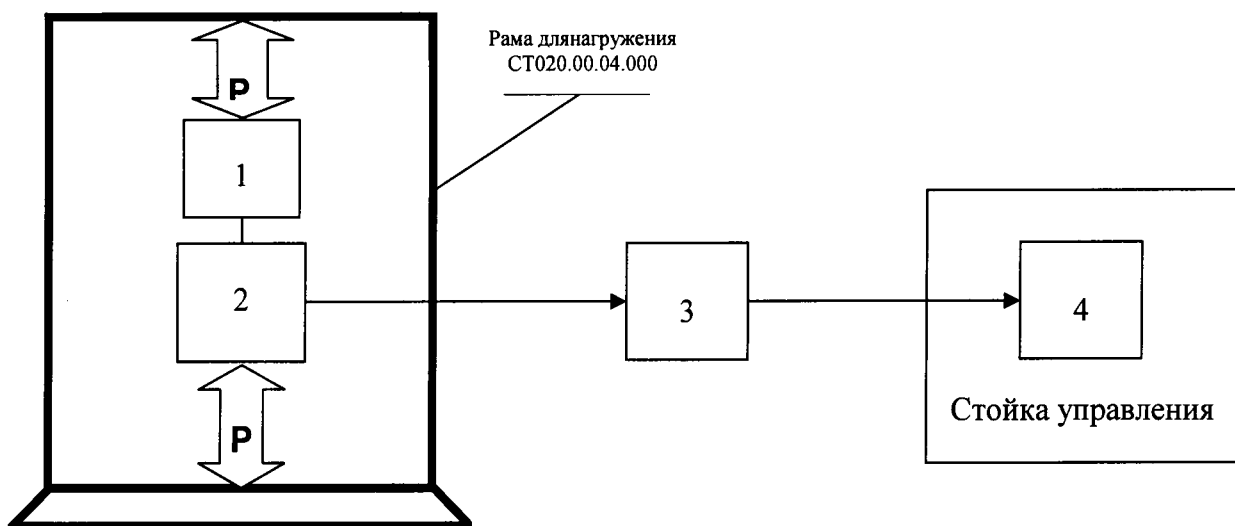 Рама длянагружения
СТ020.00.04.000
P
1
2
3
4
Стойка управления
P